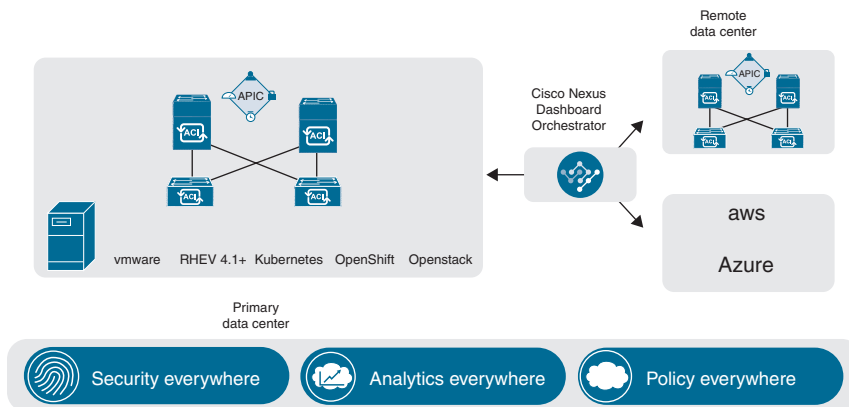 Remote
data center
APIC
ACI
ACI
ACI
ACI
Cisco Nexus
Dashboard
Orchestrator
APIC
ACI
ACI
ACI
ACI
aws
Azure
vmware RHEV 4.1+ Kubernetes OpenShift Openstack
Primary
data center
Security everywhere
Analytics everywhere
Policy everywhere